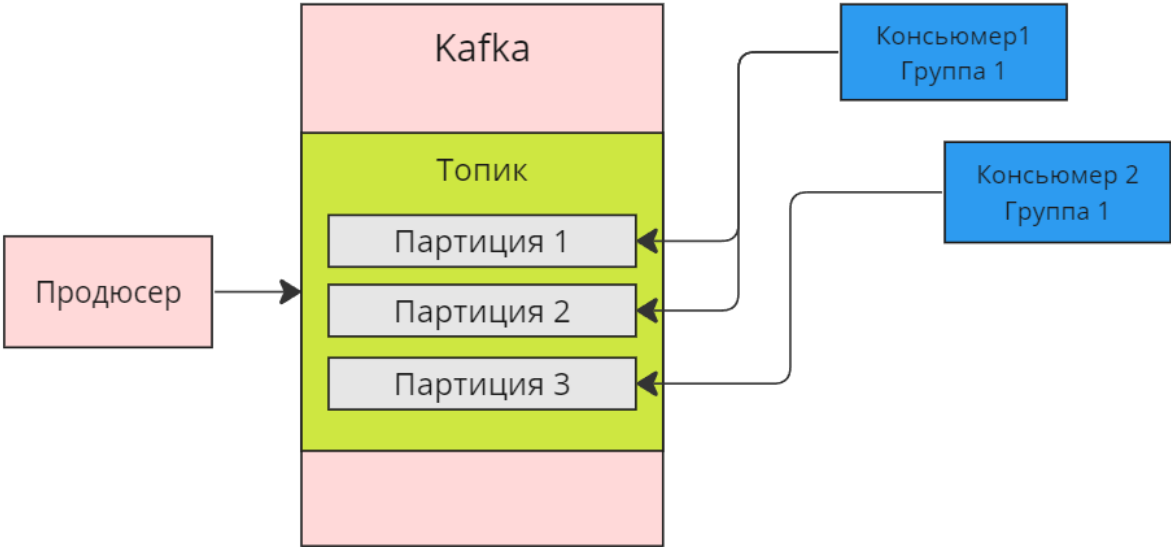 Kafka
Топик
Партиция 1
Партиция 2
Партиция 3
Продюсер
Консьюмер1
Группа 1
Консьюмер 2
Группа 1